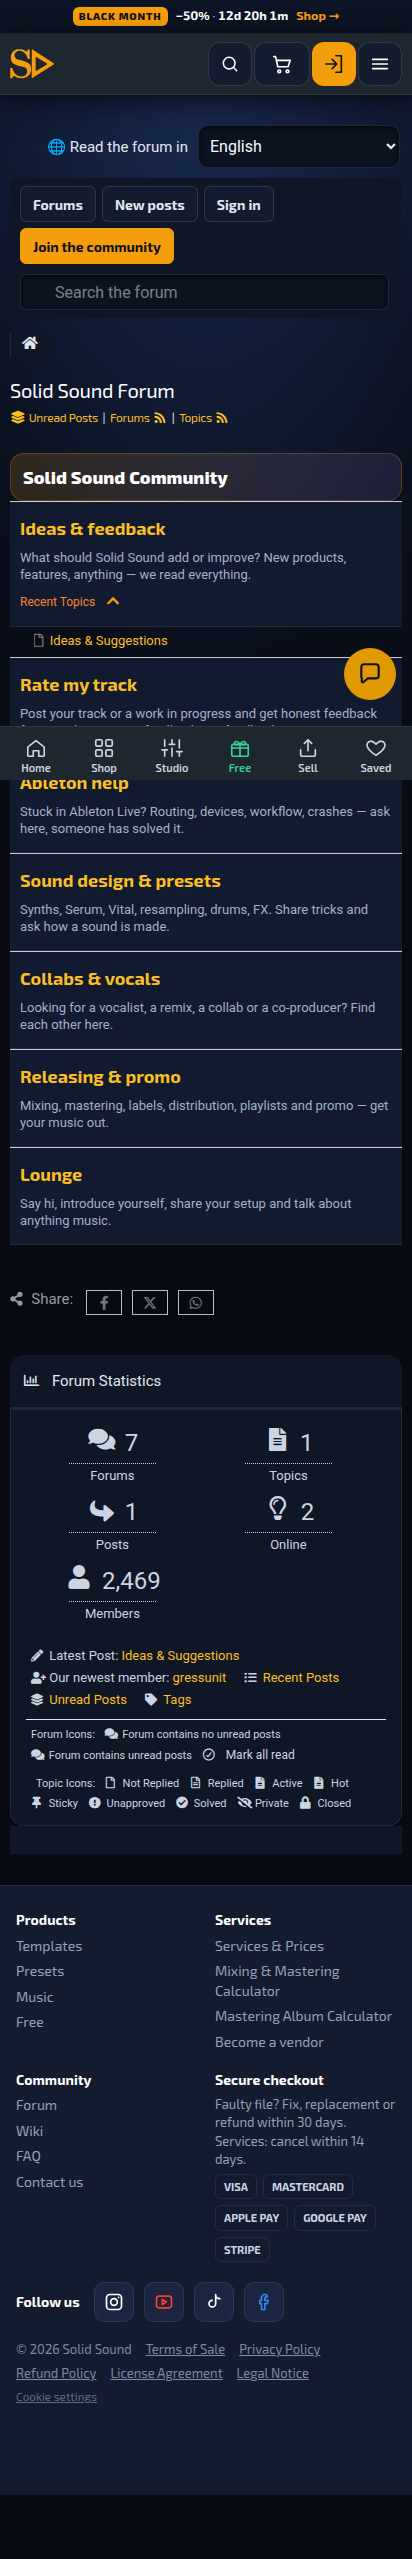 BLACK MONTH −50% · 12d 20h 1m Shop →
SD
🌐 Read the forum in English
Forums New posts Sign in
Join the community
Search the forum
Solid Sound Forum
Unread Posts | Forums | Topics
Solid Sound Community
Ideas & feedback
What should Solid Sound add or improve? New products,
features, anything — we read everything.
Recent Topics
Ideas & Suggestions
Rate my track
Post your track or a work in progress and get honest feedback
Home Shop Studio Free Sell Saved
Ableton help
Stuck in Ableton Live? Routing, devices, workflow, crashes — ask
here, someone has solved it.
Sound design & presets
Synths, Serum, Vital, resampling, drums, FX. Share tricks and
ask how a sound is made.
Collabs & vocals
Looking for a vocalist, a remix, a collab or a co-producer? Find
each other here.
Releasing & promo
Mixing, mastering, labels, distribution, playlists and promo — get
your music out.
Lounge
Say hi, introduce yourself, share your setup and talk about
anything music.
Share:
Forum Statistics
7 1
Forums Topics
1 2
Posts Online
2,469
Members
Latest Post: Ideas & Suggestions
Our newest member: gressunit Recent Posts
Unread Posts Tags
Forum Icons: Forum contains no unread posts
Forum contains unread posts Mark all read
Topic Icons: Not Replied Replied Active Hot
Sticky Unapproved Solved Private Closed
Products
Templates
Presets
Music
Free
Services
Services & Prices
Mixing & Mastering
Calculator
Mastering Album Calculator
Become a vendor
Community
Forum
Wiki
FAQ
Contact us
Secure checkout
Faulty file? Fix, replacement or
refund within 30 days.
Services: cancel within 14
days.
VISA MASTERCARD
APPLE PAY GOOGLE PAY
STRIPE
Follow us
© 2026 Solid Sound Terms of Sale Privacy Policy
Refund Policy License Agreement Legal Notice
Cookie settings